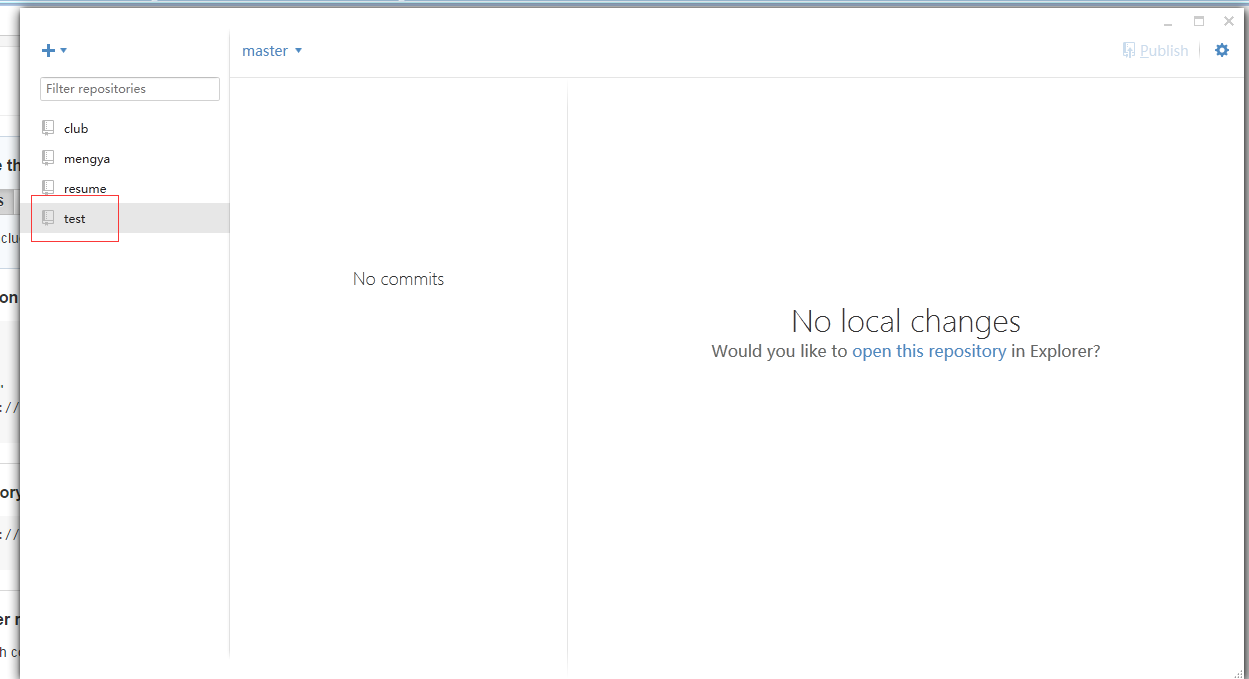 master
Publish
Filter repositories
club
mengya
resume
test
No commits
No local changes
Would you like to open this repository in Explorer?